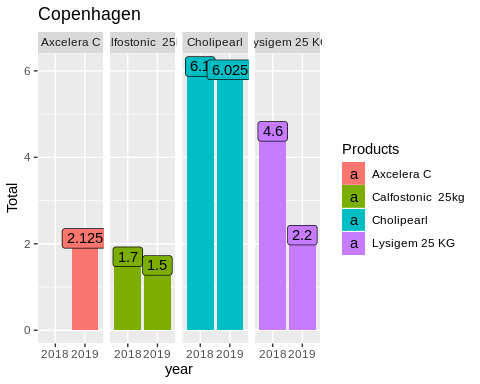 Copenhagen
Axcelera C
lfostonic 25
Cholipearl
ysigem 25 K
6.1
6.025
6
4.6
4
2.125
2.2
2
1.7
1.5
0
Total
2018 2019 2018 2019 2018 2019 2018 2019
year
Products
a Axcelera C
a Calfostonic 25kg
a Cholipearl
a Lysigem 25 KG